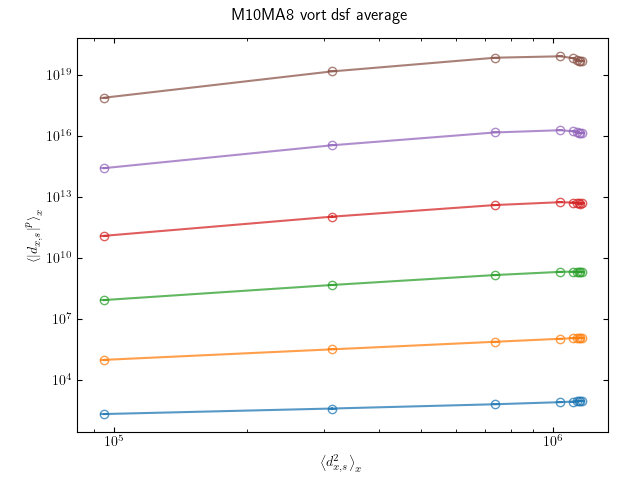 M10MA8 vort dsf average
⟨|d_{x,s}|^p⟩_x
10^{19}
10^{16}
10^{13}
10^{10}
10^7
10^4
10^5
10^6
⟨d_{x,s}^2⟩_x